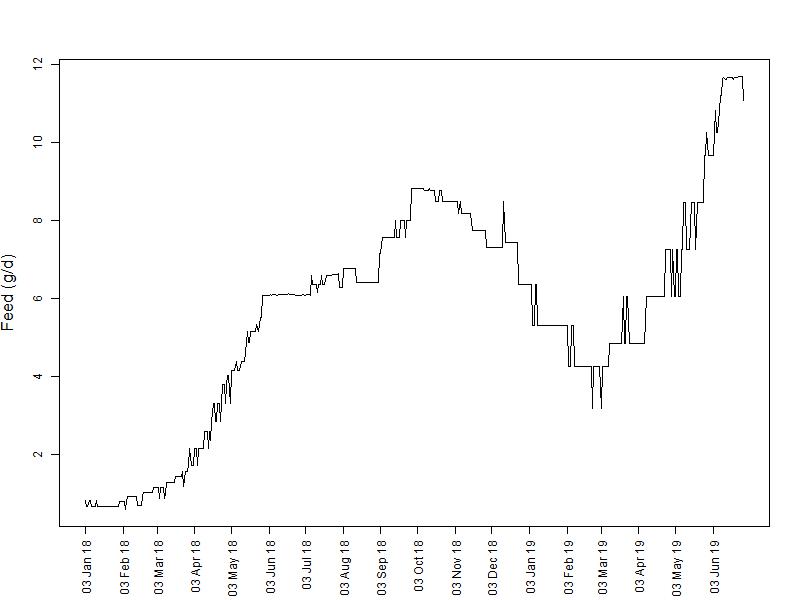 Feed (g/d)
12
10
8
6
4
2
03 Jan 18
03 Feb 18
03 Mar 18
03 Apr 18
03 May 18
03 Jun 18
03 Jul 18
03 Aug 18
03 Sep 18
03 Oct 18
03 Nov 18
03 Dec 18
03 Jan 19
03 Feb 19
03 Mar 19
03 Apr 19
03 May 19
03 Jun 19